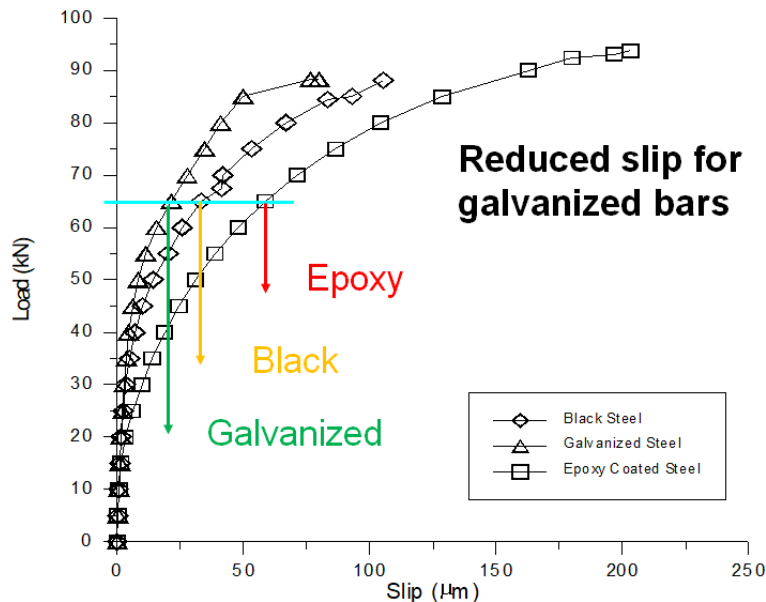 100
90
80
70
60
50
40
30
20
10
0
Load (kN)
Reduced slip for
galvanized bars
Epoxy
Black
Galvanized
Black Steel
Galvanized Steel
Epoxy Coated Steel
0
50
100
150
200
250
Slip (μm)